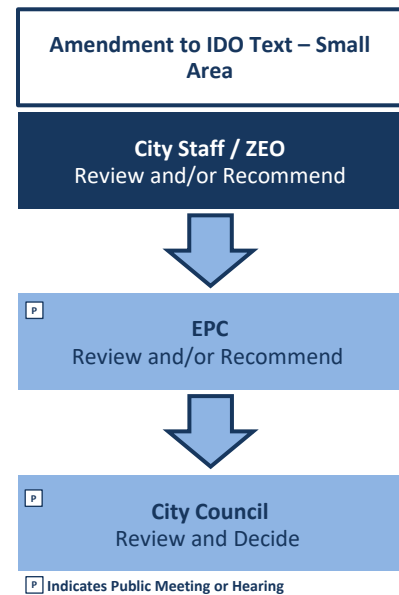 Amendment to IDO Text – Small
Area
City Staff / ZEO
Review and/or Recommend
P
EPC
Review and/or Recommend
P
City Council
Review and Decide
P Indicates Public Meeting or Hearing